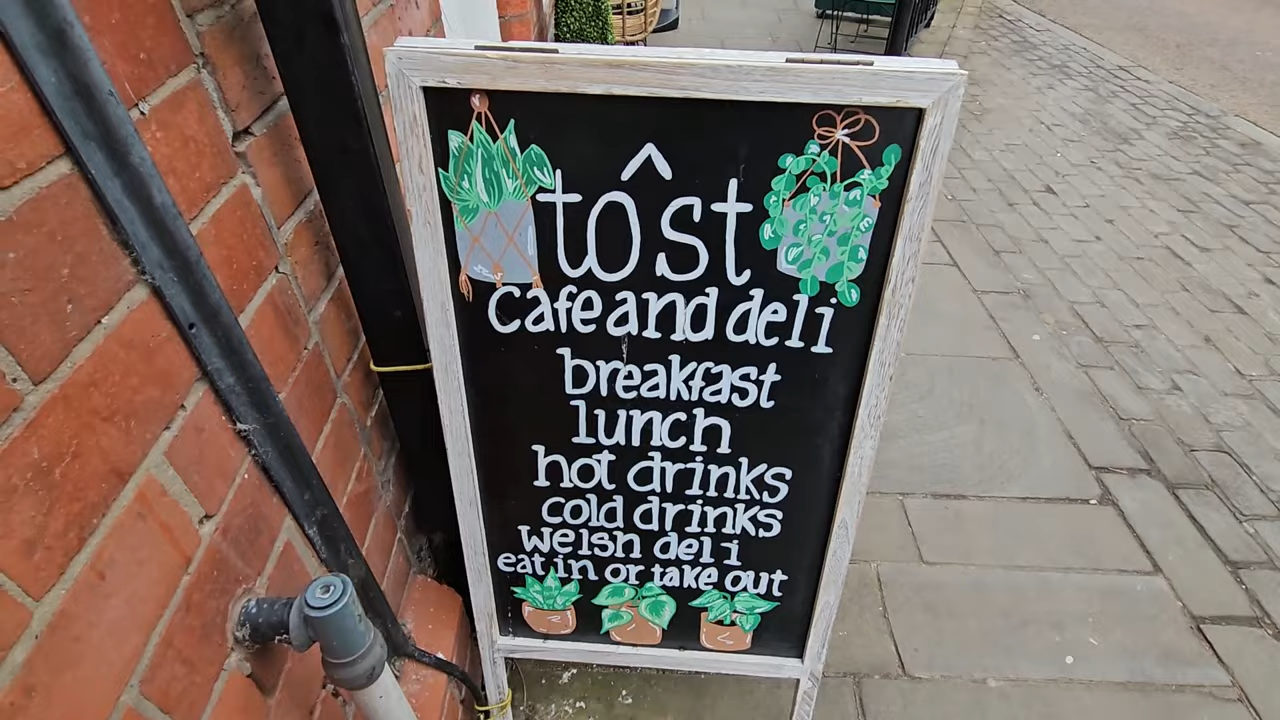 tôst
cafe and deli
breakfast
lunch
hot drinks
cold drinks
Welsh deli
eat in or take out